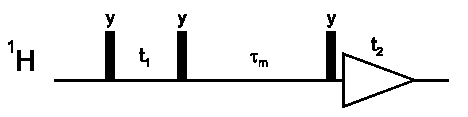 y y y
¹H t₁ τₘ t₂